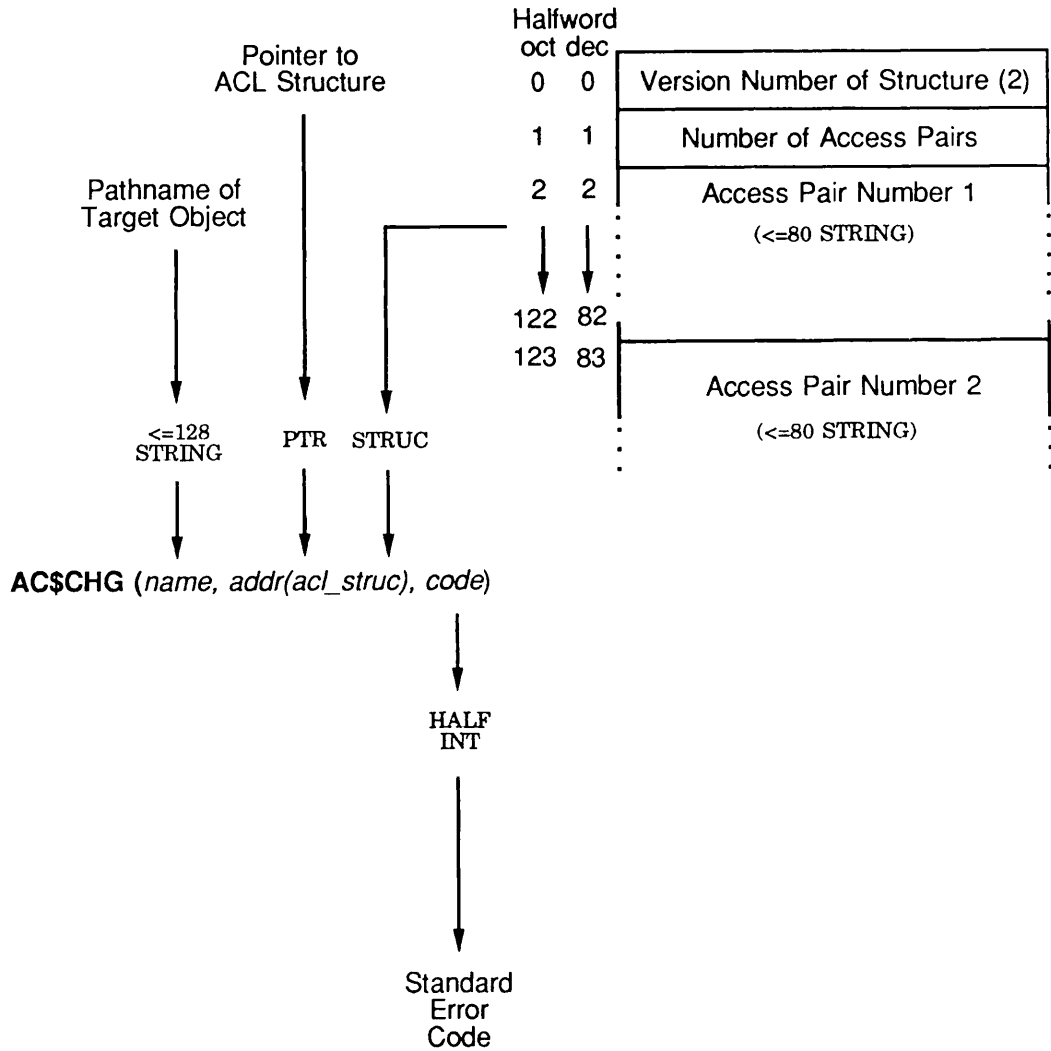 Halfword
oct dec
Pointer to
ACL Structure
0 0 Version Number of Structure (2)
1 1 Number of Access Pairs
Pathname of
Target Object
2 2 Access Pair Number 1
(<=80 STRING)
122 82
123 83
Access Pair Number 2
(<=80 STRING)
<=128
STRING
PTR STRUC
AC$CHG (name, addr(acl_struc), code)
HALF
INT
Standard
Error
Code